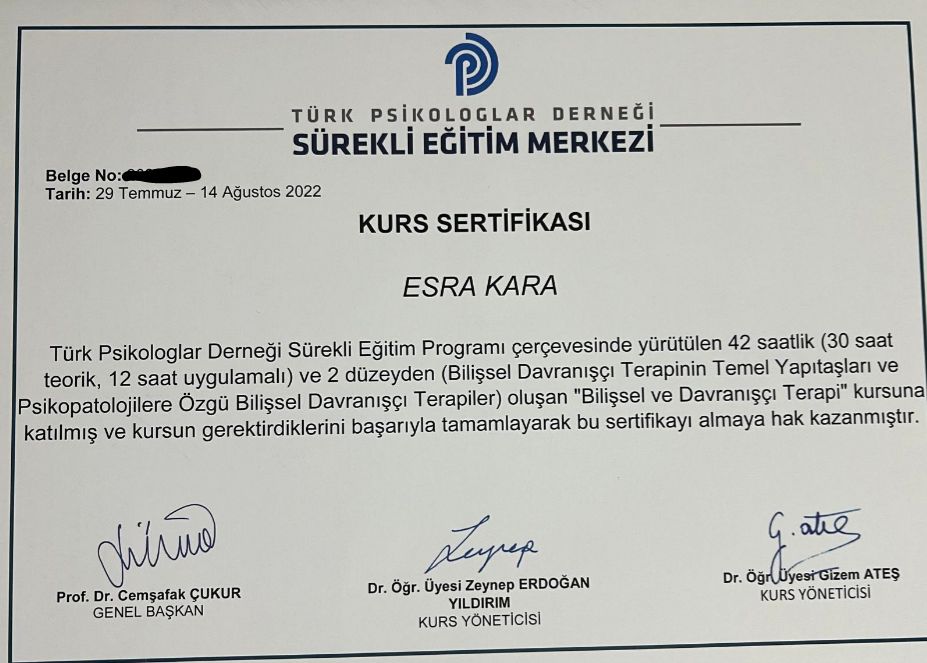 TÜRK PSİKOLOGLAR DERNEĞİ
SÜREKLİ EĞİTİM MERKEZİ
Belge No:
Tarih: 29 Temmuz – 14 Ağustos 2022
KURS SERTİFİKASI
ESRA KARA
Türk Psikologlar Derneği Sürekli Eğitim Programı çerçevesinde yürütülen 42 saatlik (30 saat
teorik, 12 saat uygulamalı) ve 2 düzeyden (Bilişsel Davranışçı Terapinin Temel Yapıtaşları ve
Psikopatolojilere Özgü Bilişsel Davranışçı Terapiler) oluşan "Bilişsel ve Davranışçı Terapi" kursuna
katılmış ve kursun gerektirdiklerini başarıyla tamamlayarak bu sertifikayı almaya hak kazanmıştır.
Zeynep
G. Ateş
Prof. Dr. Cemşafak ÇUKUR
GENEL BAŞKAN
Dr. Öğr. Üyesi Zeynep ERDOĞAN
YILDIRIM
KURS YÖNETİCİSİ
Dr. Öğr Üyesi Gizem ATEŞ
KURS YÖNETİCİSİ